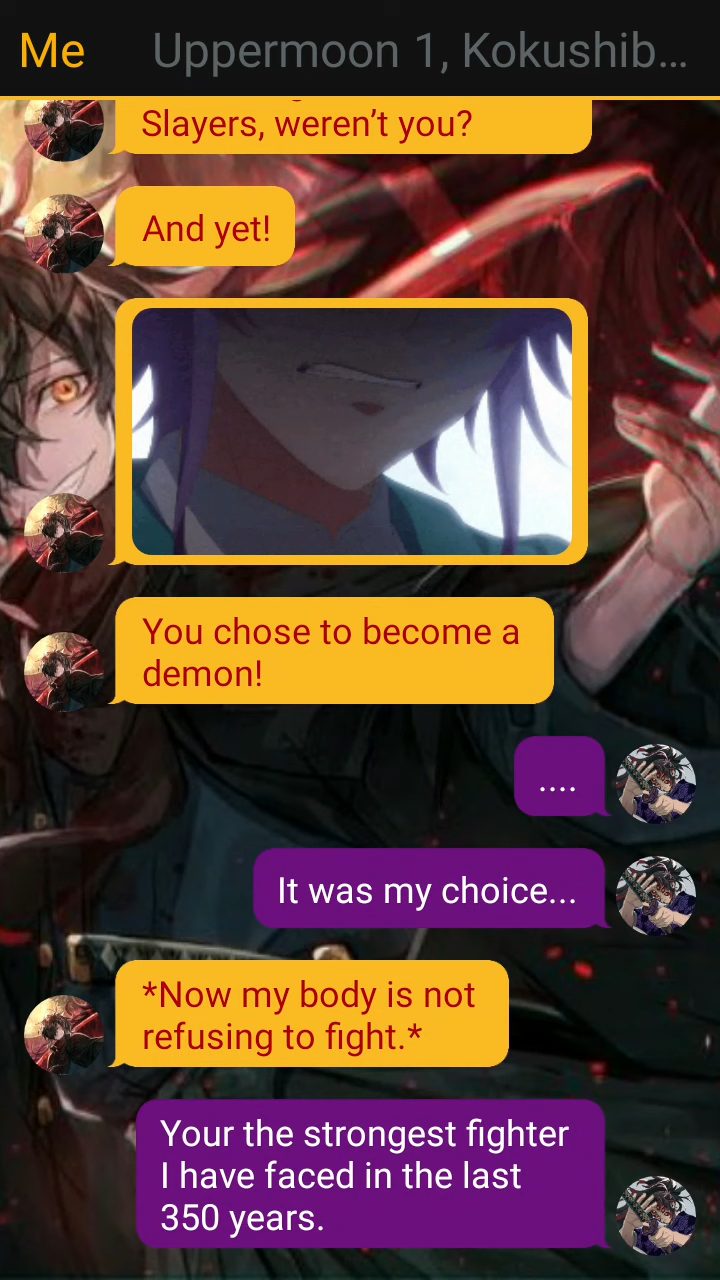 Me
Uppermoon 1, Kokushib...
Slayers, weren't you?
And yet!
You chose to become a
demon!
....
It was my choice...
*Now my body is not
refusing to fight.*
Your the strongest fighter
I have faced in the last
350 years.